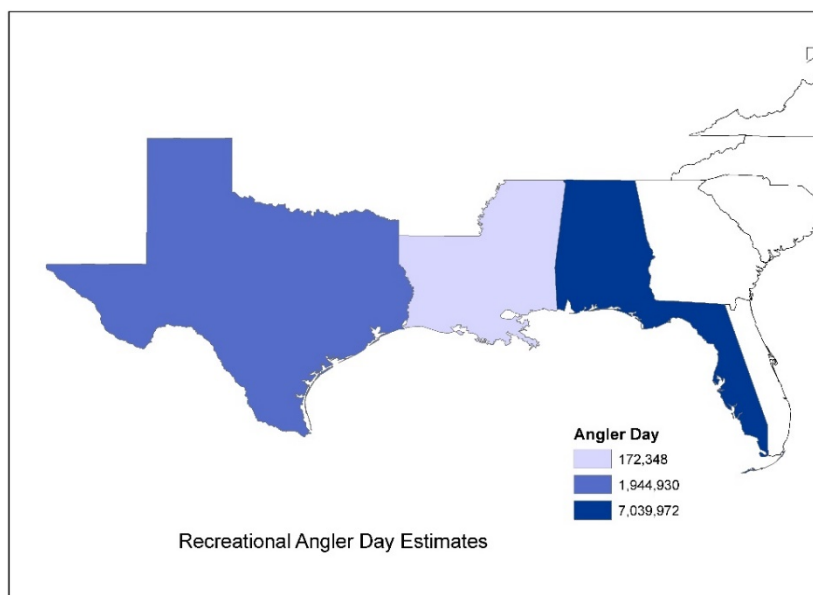 Angler Day
172,348
1,944,930
7,039,972
Recreational Angler Day Estimates